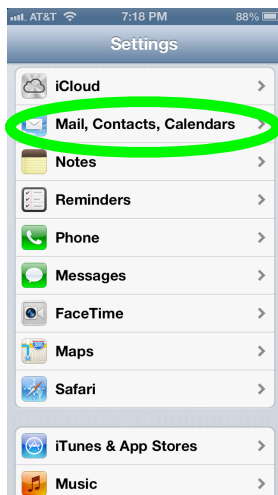 AT&T 7:18 PM 88%
Settings
iCloud
Mail, Contacts, Calendars
Notes
Reminders
Phone
Messages
FaceTime
Maps
Safari
iTunes & App Stores
Music